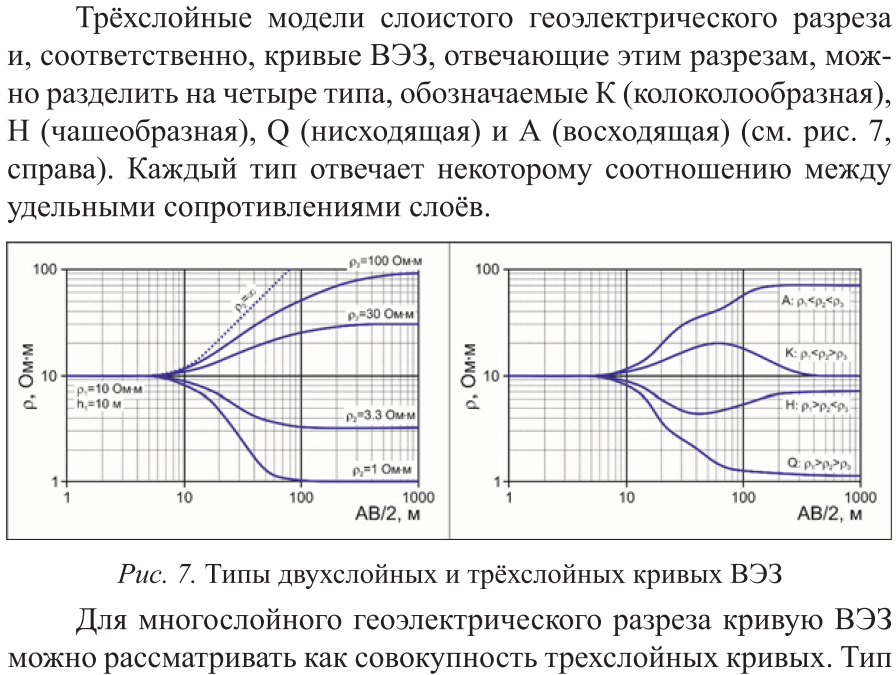 Трёхслойные модели слоистого геоэлектрического разреза
и, соответственно, кривые ВЭЗ, отвечающие этим разрезам, мож-
но разделить на четыре типа, обозначаемые К (колоколообразная),
Н (чашеобразная), Q (нисходящая) и А (восходящая) (см. рис. 7,
справа). Каждый тип отвечает некоторому соотношению между
удельными сопротивлениями слоёв.
100
10
1
ρ, Ом·м
ρ₂=∞
ρ₂=100 Ом·м
ρ₂=30 Ом·м
ρ₁=10 Ом·м
h₁=10 м
ρ₂=3.3 Ом·м
ρ₂=1 Ом·м
1
10
100
1000
AB/2, м
100
10
1
ρ, Ом·м
A: ρ₁<ρ₂<ρ₃
K: ρ₁<ρ₂>ρ₃
H: ρ₁>ρ₂<ρ₃
Q: ρ₁>ρ₂>ρ₃
1
10
100
1000
AB/2, м
Рис. 7. Типы двухслойных и трёхслойных кривых ВЭЗ
Для многослойного геоэлектрического разреза кривую ВЭЗ
можно рассматривать как совокупность трехслойных кривых. Тип